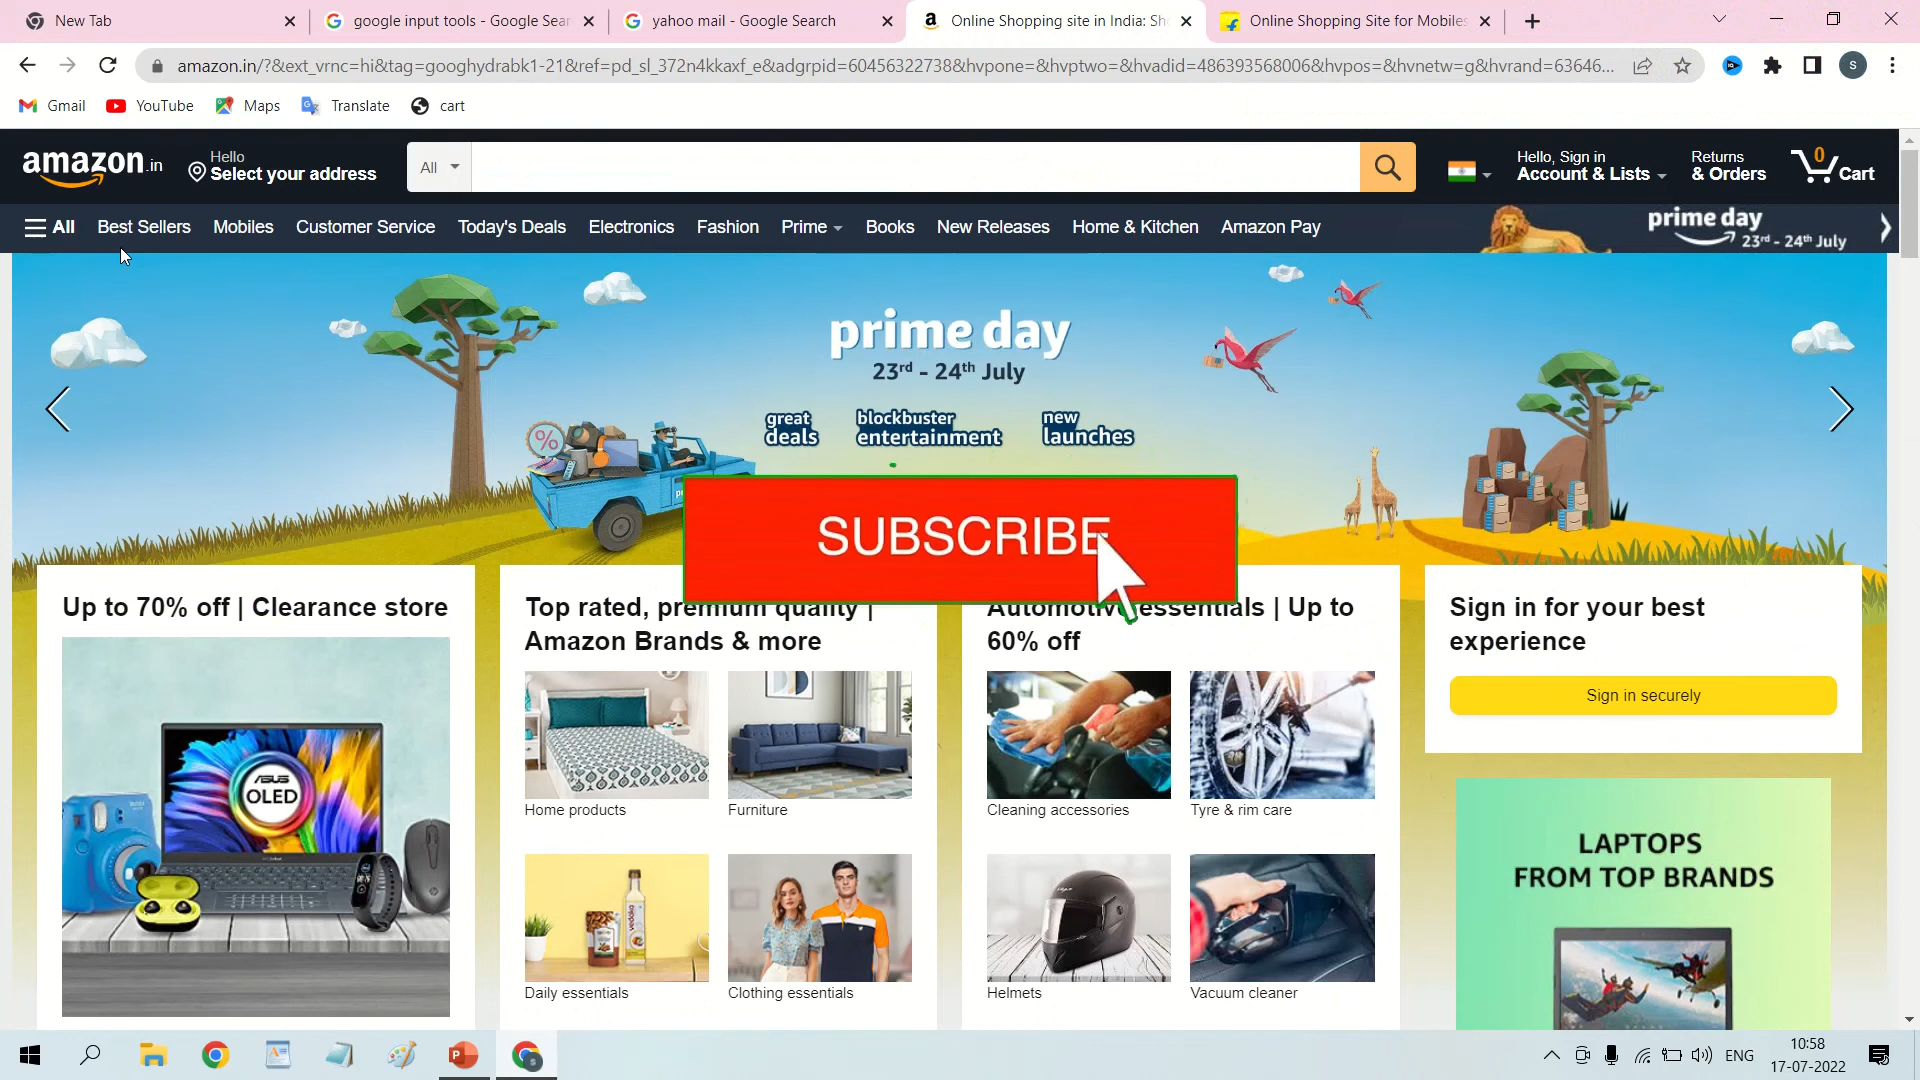 New Tab
google input tools - Google Sear
yahoo mail - Google Search
Online Shopping site in India: Sh
Online Shopping Site for Mobiles
amazon.in/?&ext_vrnc=hi&tag=googhydrabk1-21&ref=pd_sl_372n4kkaxf_e&adgrpid=60456322738&hvpone=&hvptwo=&hvadid=486393568006&hvpos=&hvnetw=g&hvrand=63646...
S
Gmail
YouTube
Maps
Translate
cart
amazon.in
Hello
Select your address
All
Hello, Sign in
Account & Lists
Returns
& Orders
0
Cart
All
Best Sellers
Mobiles
Customer Service
Today's Deals
Electronics
Fashion
Prime
Books
New Releases
Home & Kitchen
Amazon Pay
prime day
23rd - 24th July
prime day
23rd - 24th July
great
deals
blockbuster
entertainment
new
launches
SUBSCRIBE
Up to 70% off | Clearance store
Top rated, premium quality |
Amazon Brands & more
Automotive essentials | Up to
60% off
Sign in for your best
experience
Sign in securely
Home products
Furniture
Cleaning accessories
Tyre & rim care
ASUS
OLED
LAPTOPS
FROM TOP BRANDS
Daily essentials
Clothing essentials
Helmets
Vacuum cleaner
ENG
10:58
17-07-2022